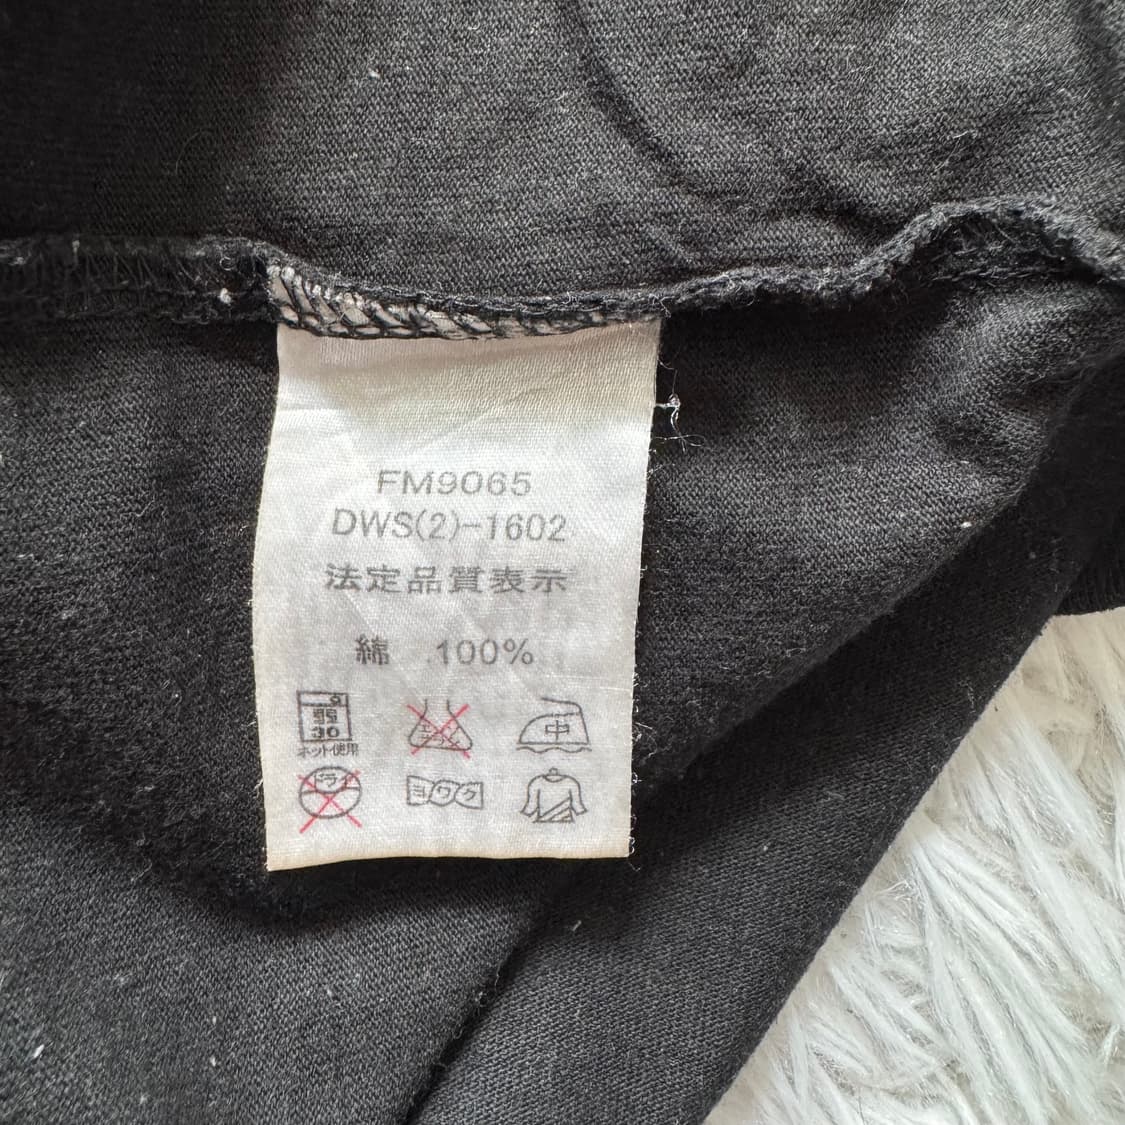 FM9065
DWS(2)-1602
法定品質表示
綿 100%
弱
30
中
ネット使用
ドライ
ヨワク